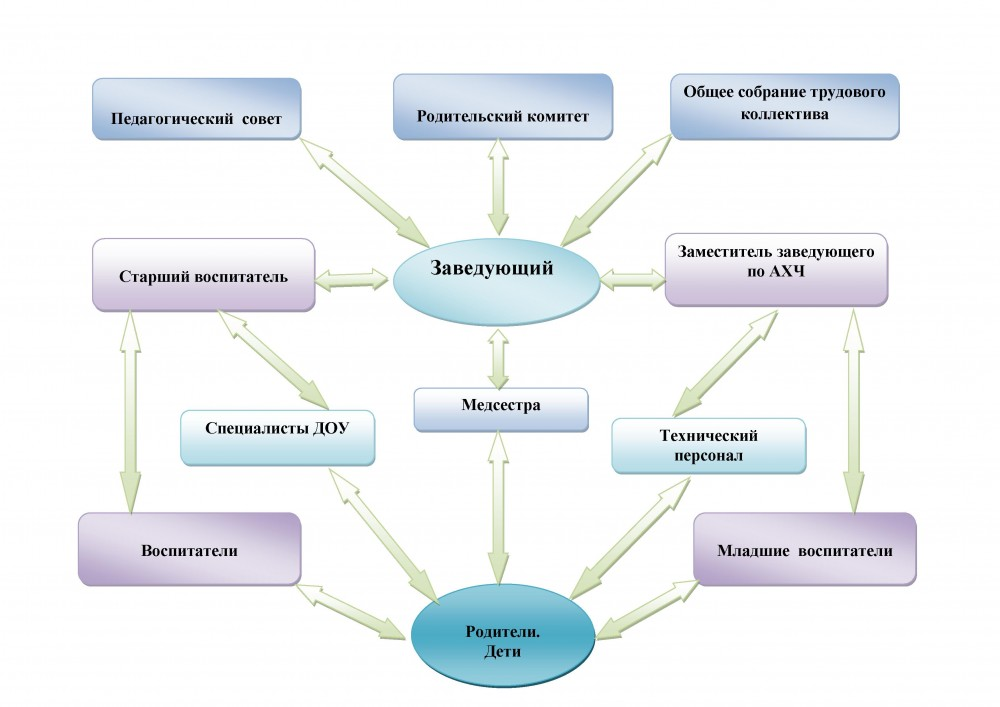 Педагогический совет
Родительский комитет
Общее собрание трудового
коллектива
Старший воспитатель
Заведующий
Заместитель заведующего
по АХЧ
Специалисты ДОУ
Медсестра
Технический
персонал
Воспитатели
Младшие воспитатели
Родители.
Дети